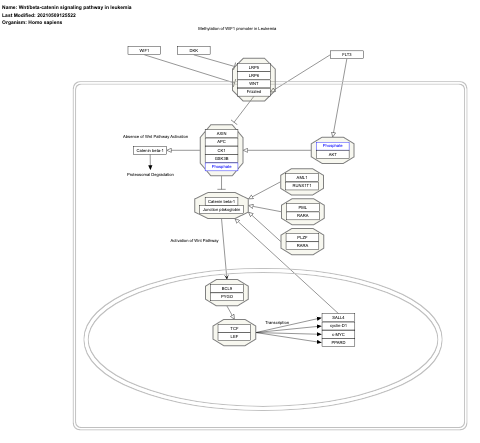 Name: Wnt/beta-catenin signaling pathway in leukemia
Last Modified: 20210509125522
Organism: Homo sapiens
Methylation of WIF1 promoter in Leukemia
WIF1
DKK
FLT3
LRP5
LRP6
WNT
Frizzled
Absence of Wnt Pathway Activation
AXIN
APC
CK1
GSK3B
Phosphate
Catenin beta-1
Phosphate
AKT
Proteasomal Degradation
AML1
RUNX1T1
Catenin beta-1
Junction plakoglobin
PML
RARA
PLZF
RARA
Activation of Wnt Pathway
BCL9
PYGO
Transcription
TCF
LEF
SALL4
cyclin D1
c-MYC
PPARD